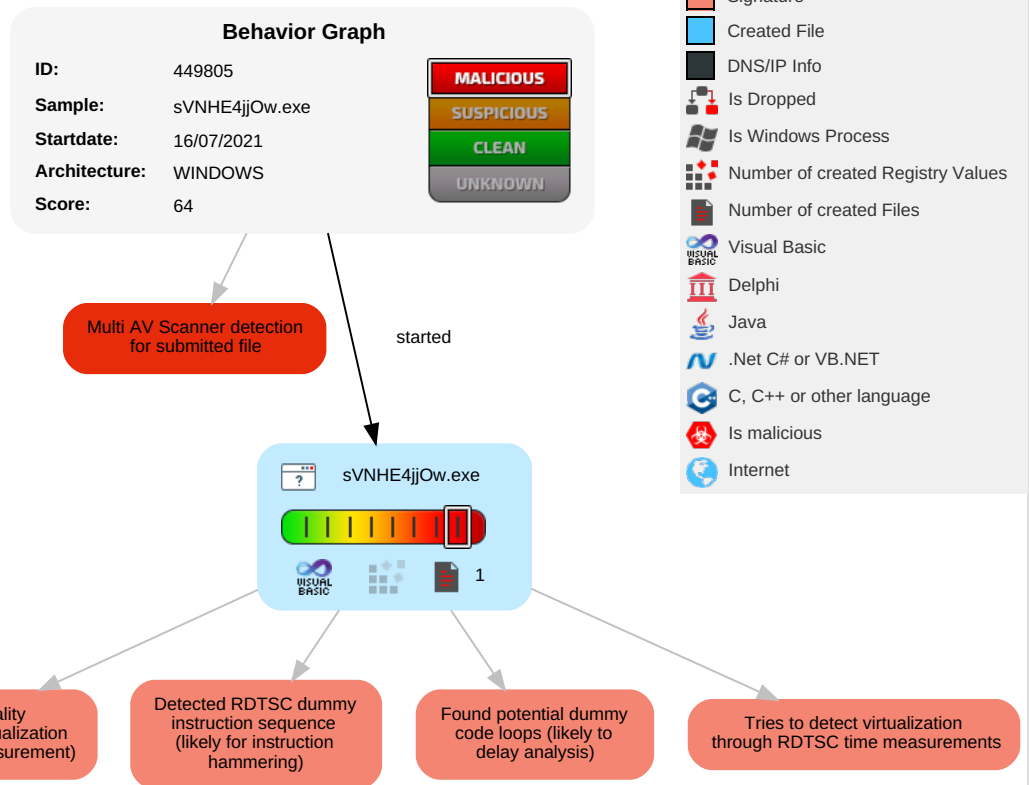 Behavior Graph
ID: 449805
Sample: sVNHE4jjOw.exe
Startdate: 16/07/2021
Architecture: WINDOWS
Score: 64
MALICIOUS
SUSPICIOUS
CLEAN
UNKNOWN
Multi AV Scanner detection
for submitted file
started
sVNHE4jjOw.exe
?
VISUAL
BASIC
1
Detected RDTSC dummy
instruction sequence
(likely for instruction
hammering)
Found potential dummy
code loops (likely to
delay analysis)
Tries to detect virtualization
through RDTSC time measurements
Signature
Created File
DNS/IP Info
Is Dropped
Is Windows Process
Number of created Registry Values
Number of created Files
VISUAL
BASIC
Visual Basic
Delphi
Java
.Net C# or VB.NET
C, C++ or other language
Is malicious
Internet